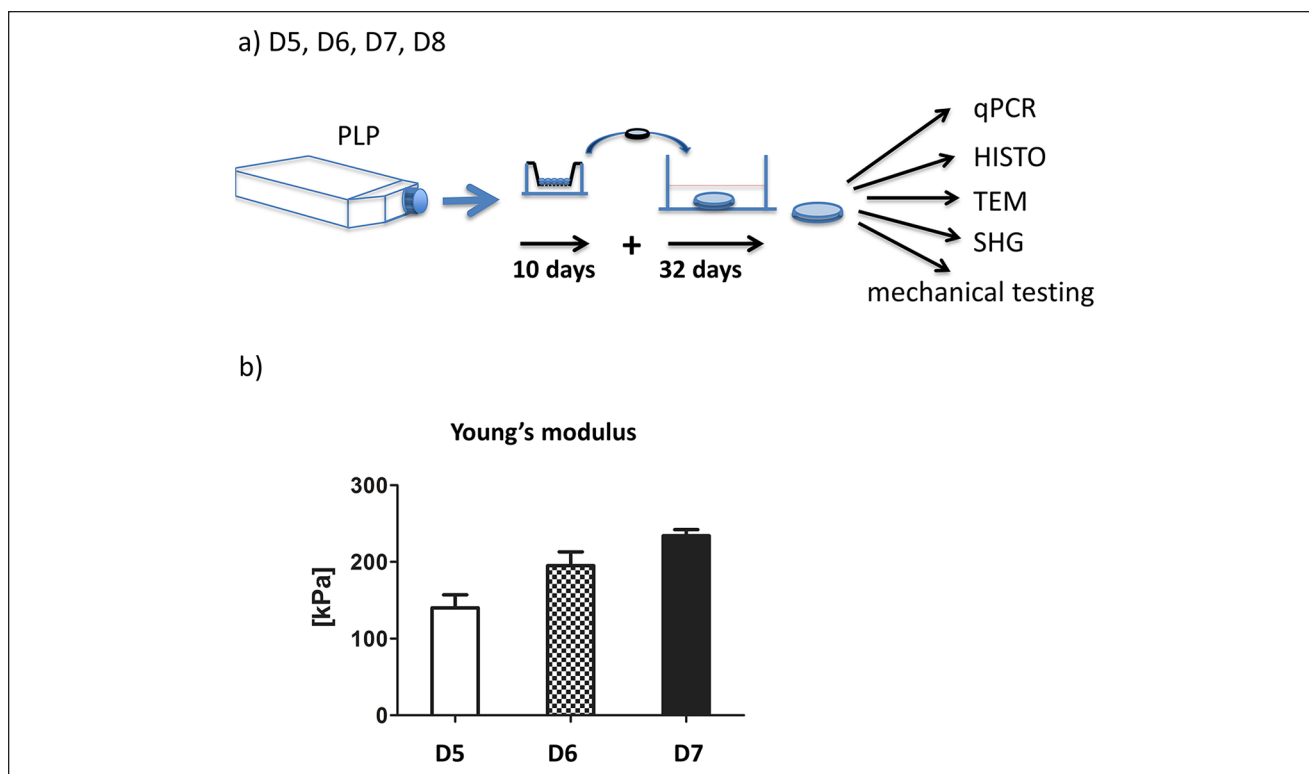 a) D5, D6, D7, D8
PLP
qPCR
HISTO
TEM
SHG
mechanical testing
10 days + 32 days
b)
Young’s modulus
[kPa]
300
200
100
0
D5 D6 D7